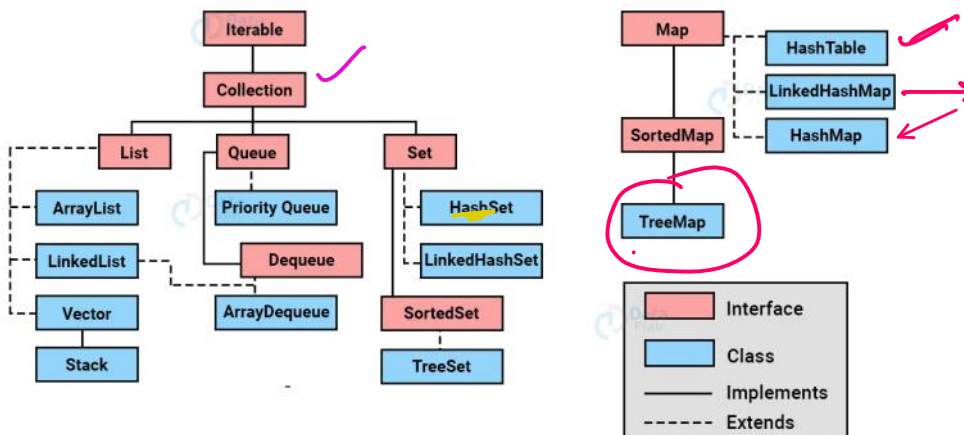 Iterable
Collection
List
Queue
Set
ArrayList
Priority Queue
HashSet
LinkedList
Dequeue
LinkedHashSet
Vector
ArrayDequeue
SortedSet
Stack
TreeSet
Map
HashTable
LinkedHashMap
SortedMap
HashMap
TreeMap
Interface
Class
Implements
Extends